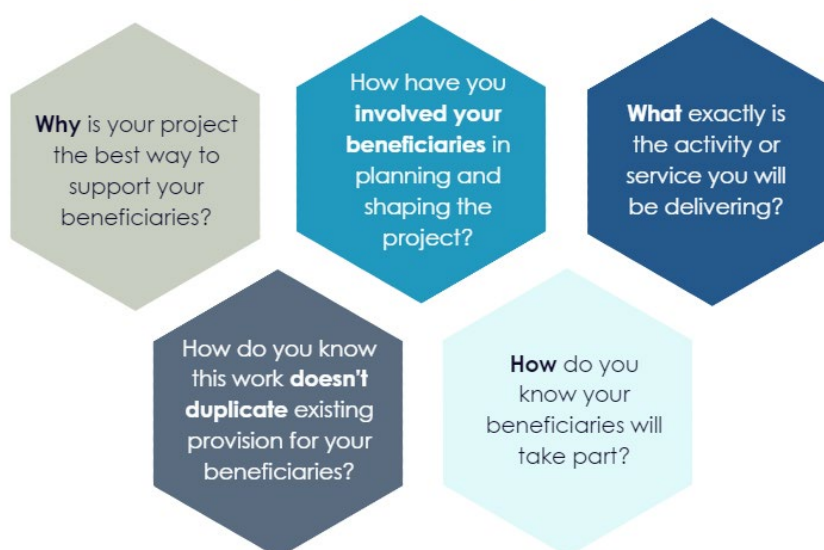 Why is your project
the best way to
support your
beneficiaries?
How have you
involved your
beneficiaries in
planning and
shaping the
project?
What exactly is
the activity or
service you will
be delivering?
How do you know
this work doesn't
duplicate existing
provision for your
beneficiaries?
How do you
know your
beneficiaries will
take part?